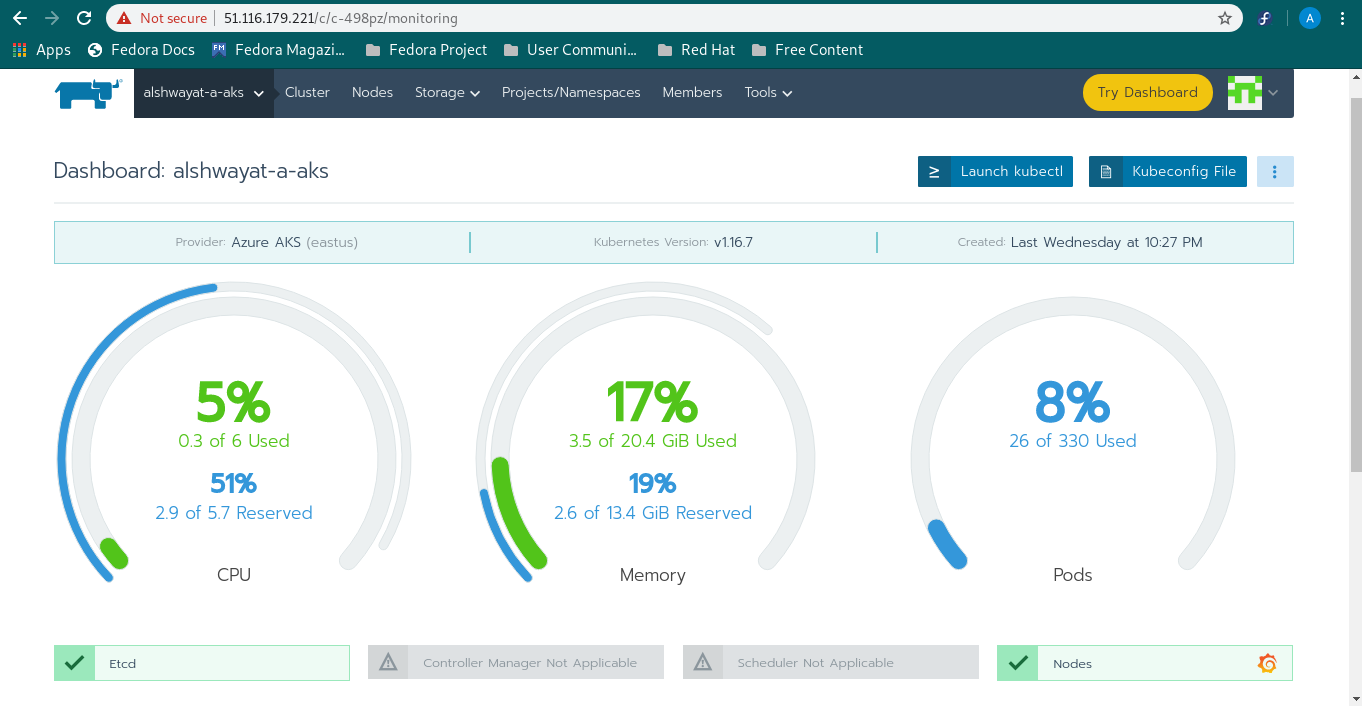 Not secure | 51.116.179.221/c/c-498pz/monitoring
A
Apps Fedora Docs Fedora Magazi... Fedora Project User Communi... Red Hat Free Content
alshwayat-a-aks Cluster Nodes Storage Projects/Namespaces Members Tools Try Dashboard
Dashboard: alshwayat-a-aks Launch kubectl Kubeconfig File
Provider: Azure AKS (eastus) Kubernetes Version: v1.16.7 Created: Last Wednesday at 10:27 PM
5%
0.3 of 6 Used
51%
2.9 of 5.7 Reserved
CPU
17%
3.5 of 20.4 GiB Used
19%
2.6 of 13.4 GiB Reserved
Memory
8%
26 of 330 Used
Pods
Etcd Controller Manager Not Applicable Scheduler Not Applicable Nodes